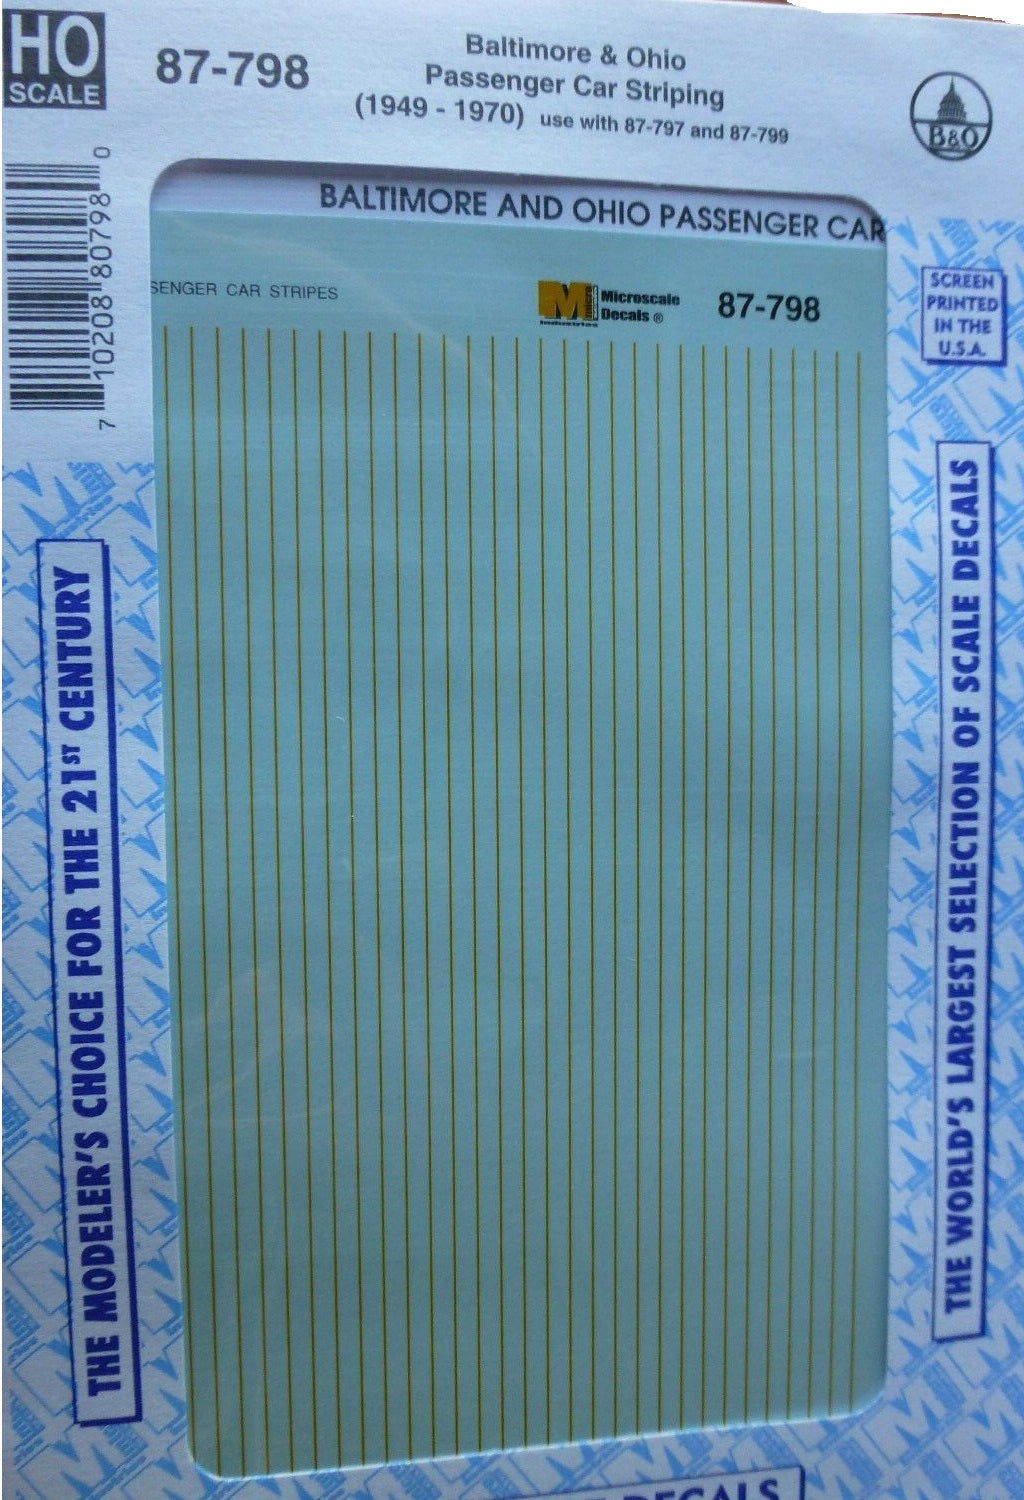 HO
SCALE
87-798
Baltimore & Ohio
Passenger Car Striping
(1949 - 1970) use with 87-797 and 87-799
B&O
7 10208 80798 0
BALTIMORE AND OHIO PASSENGER CAR
SENGER CAR STRIPES
M
Industries
Microscale
Decals ®
87-798
SCREEN
PRINTED
IN THE
U.S.A.
THE MODELER'S CHOICE FOR THE 21ST CENTURY
THE WORLD'S LARGEST SELECTION OF SCALE DECALS
DECALS